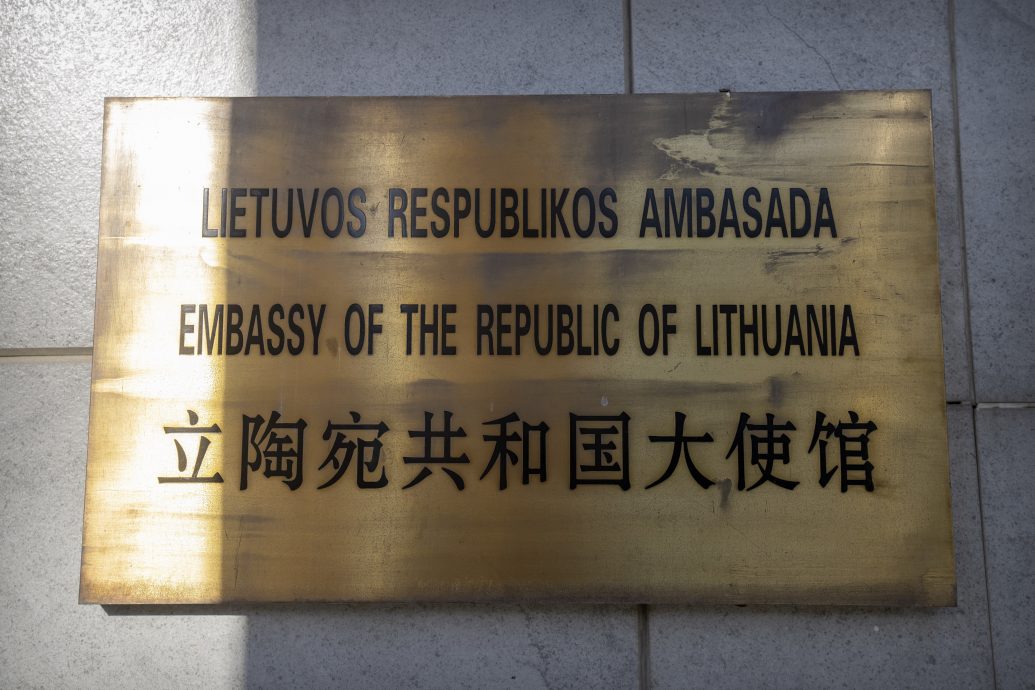 LIETUVOS RESPUBLIKOS AMBASADA
EMBASSY OF THE REPUBLIC OF LITHUANIA
立陶宛共和国大使馆